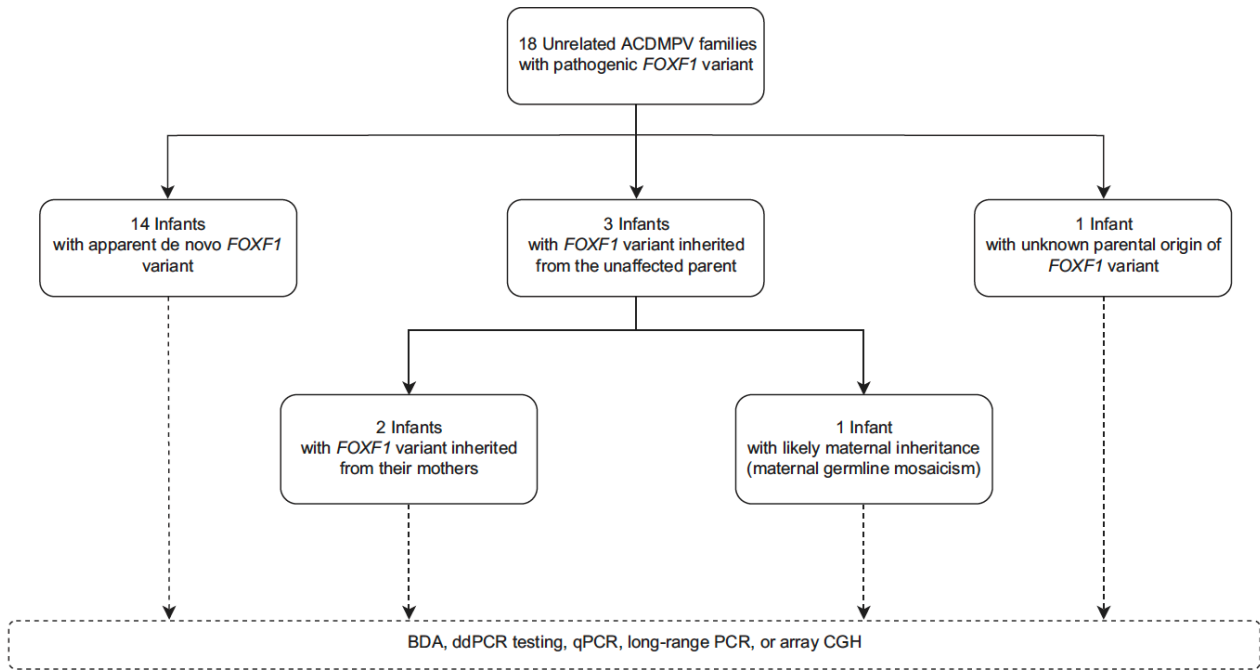 18 Unrelated ACDMPV families
with pathogenic FOXF1 variant
14 Infants
with apparent de novo FOXF1
variant
3 Infants
with FOXF1 variant inherited
from the unaffected parent
1 Infant
with unknown parental origin of
FOXF1 variant
2 Infants
with FOXF1 variant inherited
from their mothers
1 Infant
with likely maternal inheritance
(maternal germline mosaicism)
BDA, ddPCR testing, qPCR, long-range PCR, or array CGH